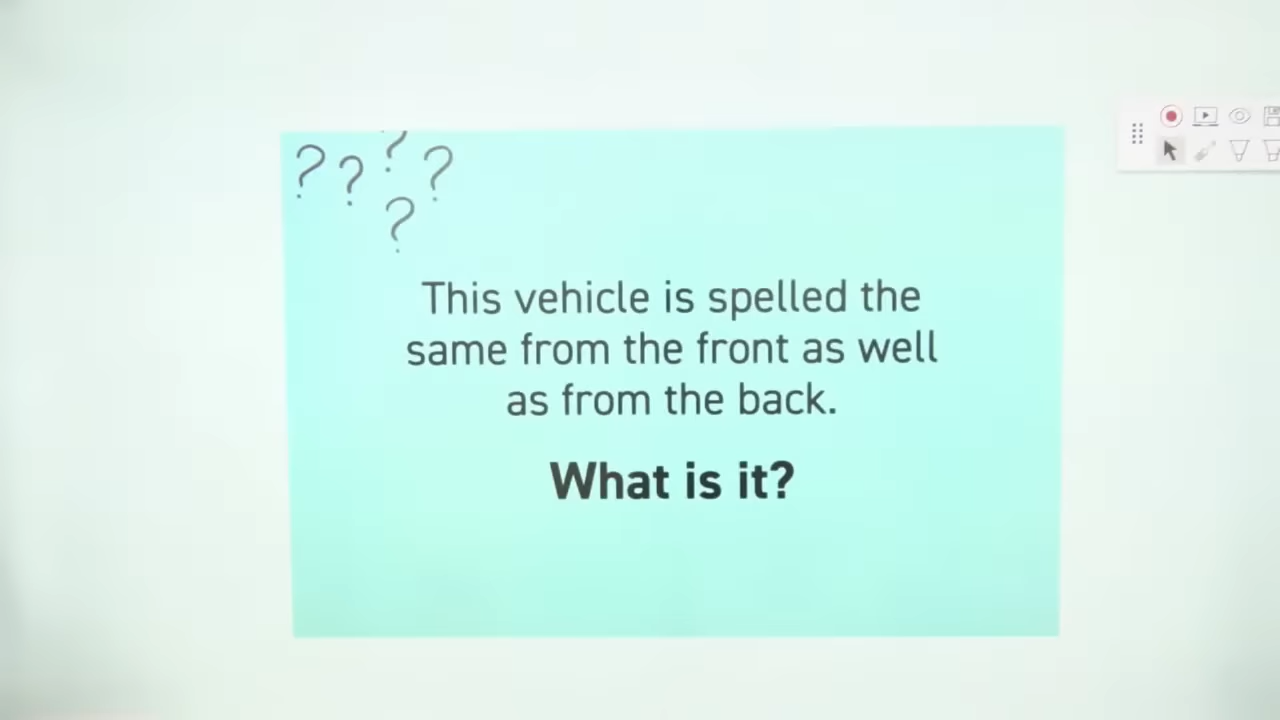 ? ? ? ?
?
This vehicle is spelled the
same from the front as well
as from the back.
What is it?